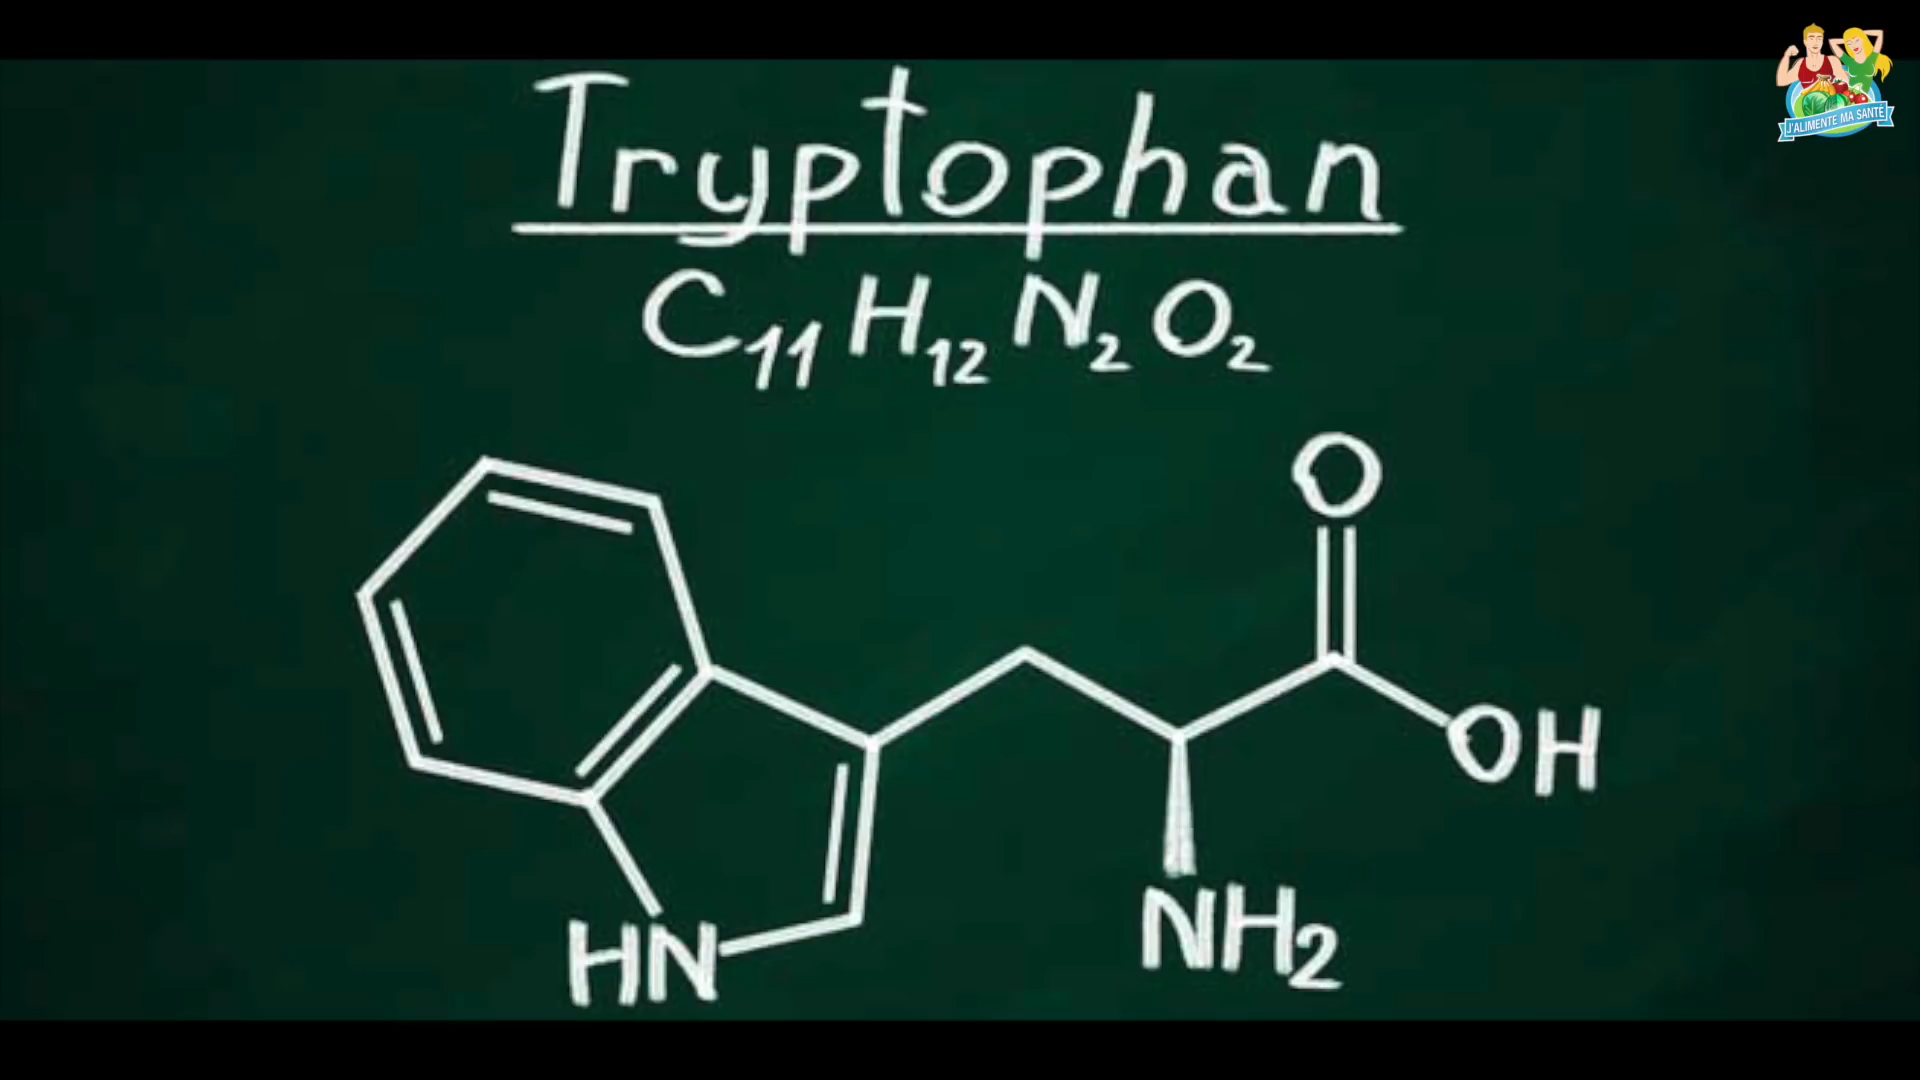 J'ALIMENTE MA SANTÉ
Tryptophan
C11H12N2O2
O
OH
NH2
HN